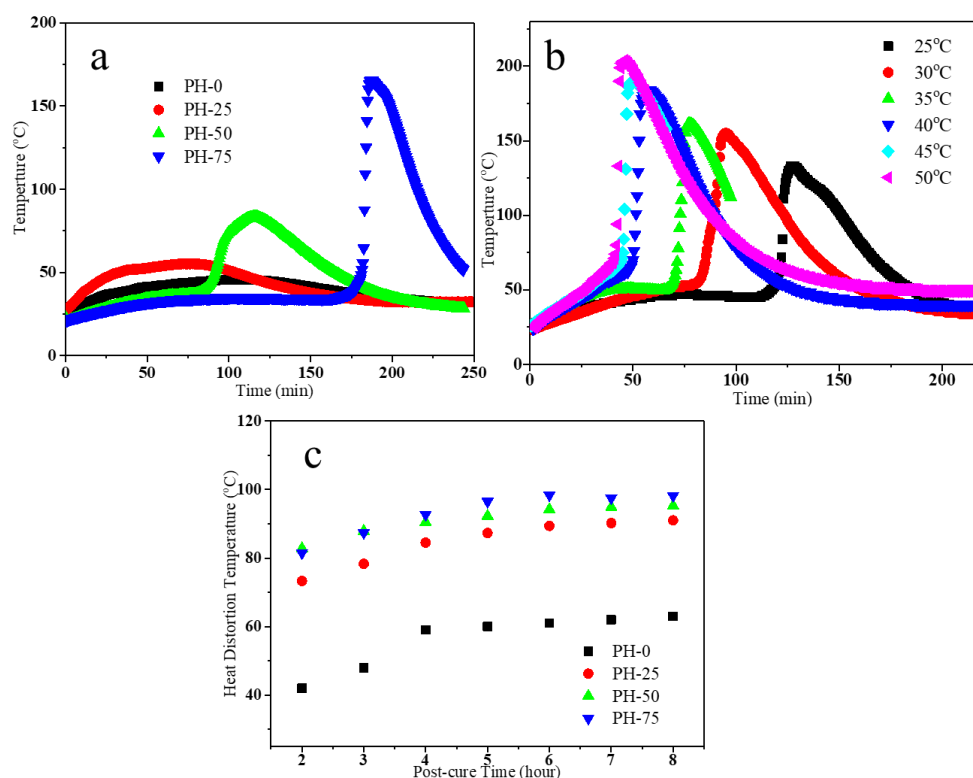 a
PH-0
PH-25
PH-50
PH-75
Temperture (°C)
200
150
100
50
0
0
50
100
150
200
250
Time (min)
b
25°C
30°C
35°C
40°C
45°C
50°C
Temperture (°C)
200
150
100
50
0
0
50
100
150
200
Time (min)
c
Heat Distortion Temperature (°C)
120
100
80
60
40
PH-0
PH-25
PH-50
PH-75
2
3
4
5
6
7
8
Post-cure Time (hour)